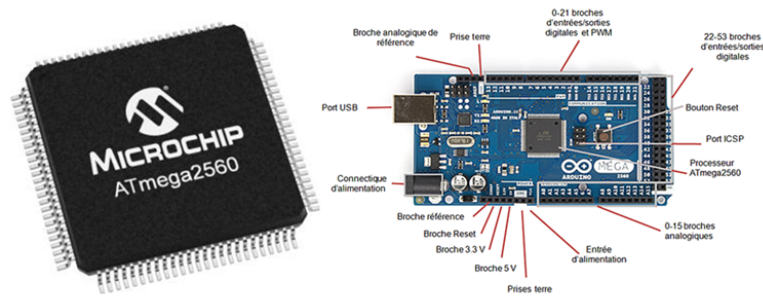 MICROCHIP
ATmega2560
0-21 broches
d'entrées/sorties
digitales et PWM
Broche analogique de
référence
Prise terre
22-53 broches
d'entrées/sorties
digitales
Port USB
Bouton Reset
Port ICSP
Connectique
d'alimentation
Processeur
ATmega2560
ARDUINO
MEGA
2560
Broche référence
Broche Reset
Broche 3.3 V
Broche 5 V
Prises terre
Entrée
d'alimentation
0-15 broches
analogiques